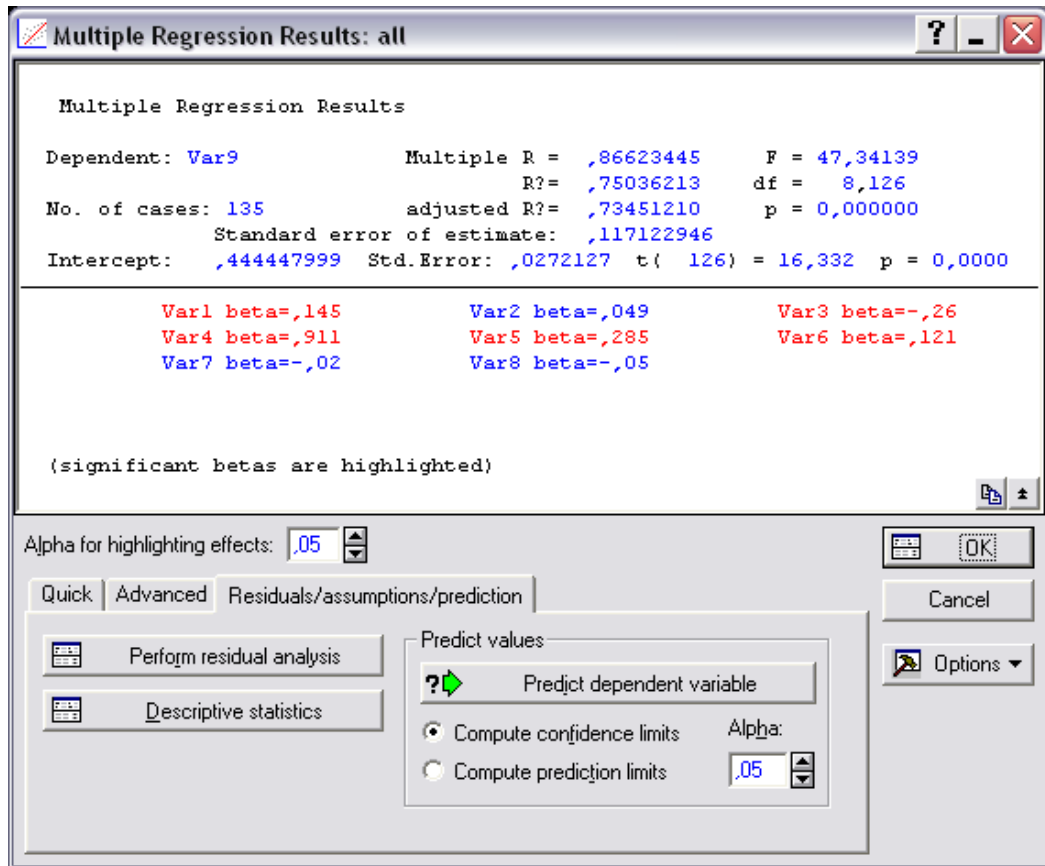 Multiple Regression Results: all
Multiple Regression Results
Dependent: Var9 Multiple R = ,86623445 F = 47,34139
R?= ,75036213 df = 8,126
No. of cases: 135 adjusted R?= ,73451210 p = 0,000000
Standard error of estimate: ,117122946
Intercept: ,444447999 Std.Error: ,0272127 t( 126) = 16,332 p = 0,0000
Var1 beta=,145 Var2 beta=,049 Var3 beta=-,26
Var4 beta=,911 Var5 beta=,285 Var6 beta=,121
Var7 beta=-,02 Var8 beta=-,05
(significant betas are highlighted)
Alpha for highlighting effects: ,05
OK
Quick Advanced Residuals/assumptions/prediction
Cancel
Perform residual analysis
Descriptive statistics
Predict values
?
Predict dependent variable
Compute confidence limits
Compute prediction limits
Alpha:
,05
Options